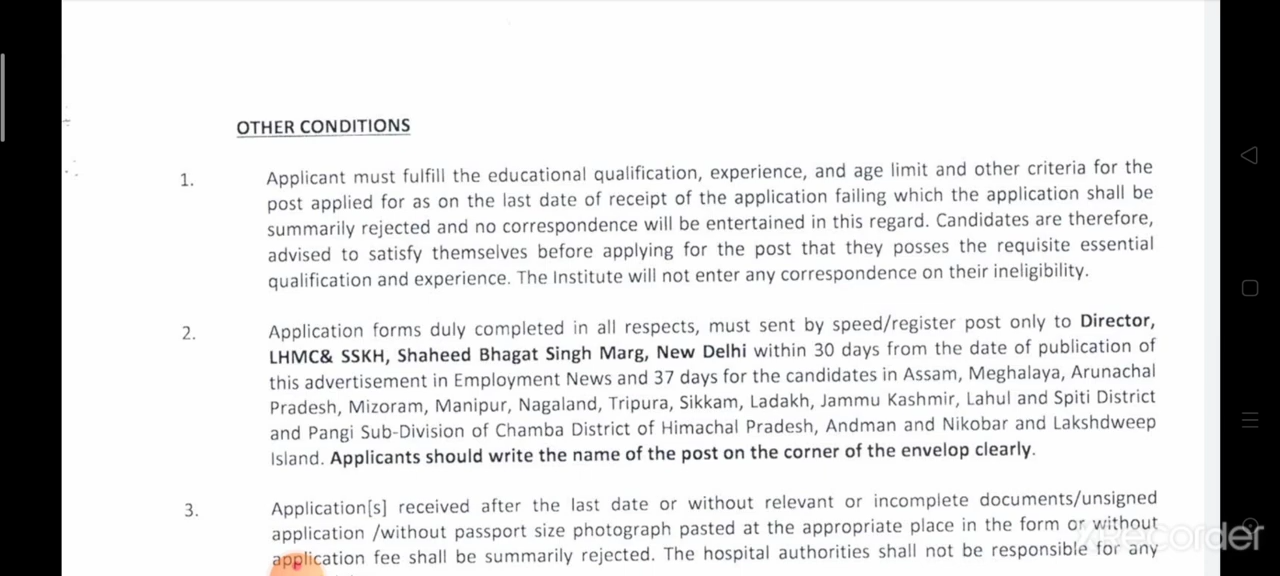 OTHER CONDITIONS
1. Applicant must fulfill the educational qualification, experience, and age limit and other criteria for the
post applied for as on the last date of receipt of the application failing which the application shall be
summarily rejected and no correspondence will be entertained in this regard. Candidates are therefore,
advised to satisfy themselves before applying for the post that they posses the requisite essential
qualification and experience. The Institute will not enter any correspondence on their ineligibility.
2. Application forms duly completed in all respects, must sent by speed/register post only to Director,
LHMC& SSKH, Shaheed Bhagat Singh Marg, New Delhi within 30 days from the date of publication of
this advertisement in Employment News and 37 days for the candidates in Assam, Meghalaya, Arunachal
Pradesh, Mizoram, Manipur, Nagaland, Tripura, Sikkam, Ladakh, Jammu Kashmir, Lahul and Spiti District
and Pangi Sub-Division of Chamba District of Himachal Pradesh, Andman and Nikobar and Lakshdweep
Island. Applicants should write the name of the post on the corner of the envelop clearly.
3. Application[s] received after the last date or without relevant or incomplete documents/unsigned
application /without passport size photograph pasted at the appropriate place in the form or without
application fee shall be summarily rejected. The hospital authorities shall not be responsible for any